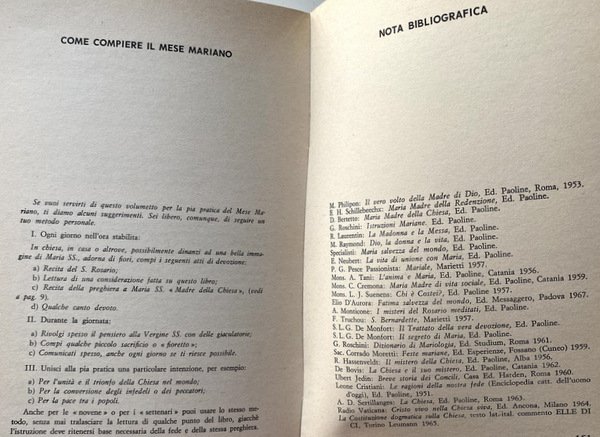 COME COMPIERE IL MESE MARIANO
Se vuoi servirti di questo volumetto per la pia pratica del Mese Ma-
riano, ti diamo alcuni suggerimenti. Sei libero, comunque, di seguire un
tuo metodo personale.
I. Ogni giorno nell'ora stabilita:
In chiesa, in casa o altrove, possibilmente dinanzi ad una bella imma-
gine di Maria SS., adorna di fiori, compi i seguenti atti di devozione.
a) Recita del S. Rosario;
b) Lettura di una considerazione fatta su questo libro;
c) Recita della preghiera a Maria SS. «Madre della Chiesa», (vedi
a pag. 9).
d) Qualche canto devoto.
II. Durante la giornata:
a) Rivolgi spesso il pensiero alla Vergine SS. con delle giaculatorie;
b) Compi qualche piccolo sacrificio o «fioretto»;
c) Comunicati spesso, anche ogni giorno se ti riesce possibile.
III. Unisci alla pia pratica una particolare intenzione, per esempio:
a) Per l'unità e il trionfo della Chiesa nel mondo;
b) Per la conversione degli infedeli o dei peccatori;
c) Per la pace tra i popoli.
Anche per le «novene» o per i «settenari» puoi usare lo stesso me-
todo, senza mai tralasciare la lettura di qualche punto del libro, giacchè
l'istruzione deve ritenersi base necessaria della fede e della stessa preghiera.
NOTA BIBLIOGRAFICA
M. Philipon, Il vero volto della Madre di Dio, Ed. Paoline, Roma, 1953.
E. H. Schillebeeckx: Maria Madre della Redenzione, Ed. Paoline.
D. Bertetto: Maria Madre della Chiesa, Ed. Paoline.
G. Roschini: Istruzioni Mariane. Ed. Paoline.
R. Laurentin: La Madonna e la Messa, Ed. Paoline.
M. Raymond: Dio, la donna e la vita, Ed. Paoline.
Specialisti: Maria salvezza del mondo, Ed. Paoline.
E. Neubert: La vita di unione con Maria, Ed. Paoline.
P. G. Pesce Passionista: Mariale, Marietti 1957.
Mons. A. Tani: L'anima e Maria, Ed. Paoline, Catania 1956.
Mons. C. Cremona: Maria Madre di vita sociale, Ed. Paoline, Catania 1959.
Mons. L. J. Suenens: Chi è Costei?, Ed. Paoline 1957.
Elio D'Aurora: Fatima salvezza del mondo, Ed. Messaggero, Padova 1967.
A. Monticone: I misteri del Rosario meditati, Ed. Paoline.
F. Truchou: S. Bernardette, Marietti 1957.
S. L. G. De Monfort: Il Trattato della vera devozione, Ed. Paoline.
S. L. G. De Monfort: Il segreto di Maria, Ed. Paoline.
G. Roschini: Dizionario di Mariologia, Ed. Studium, Roma 1961.
Sac. Corrado Moretti: Feste mariane, Ed. Esperienze, Fossano (Cuneo) 1959.
R. Hassenveldt: Il mistero della Chiesa, Ed. Paoline, Alba 1956.
De Bovis: La Chiesa e il suo mistero, Ed. Paoline, Catania 1962.
Ubert Jedin: Breve storia dei Concili, Casa Ed. Harden, Roma 1960.
Leone Cristiani: Le ragioni della nostra fede (Enciclopedia catt. dell'uomo
d'oggi), Ed. Paoline, 1951.
A. D. Sertillanges: La Chiesa, Ed. Paoline, Roma 1963.
Radio Vaticana: Cristo vivo nella Chiesa viva, Ed. Ancora, Milano 1964.
La Costituzione dogmatica sulla Chiesa, testo lat-ital. commento ELLE DI
CI, Torino Leumann 1965.